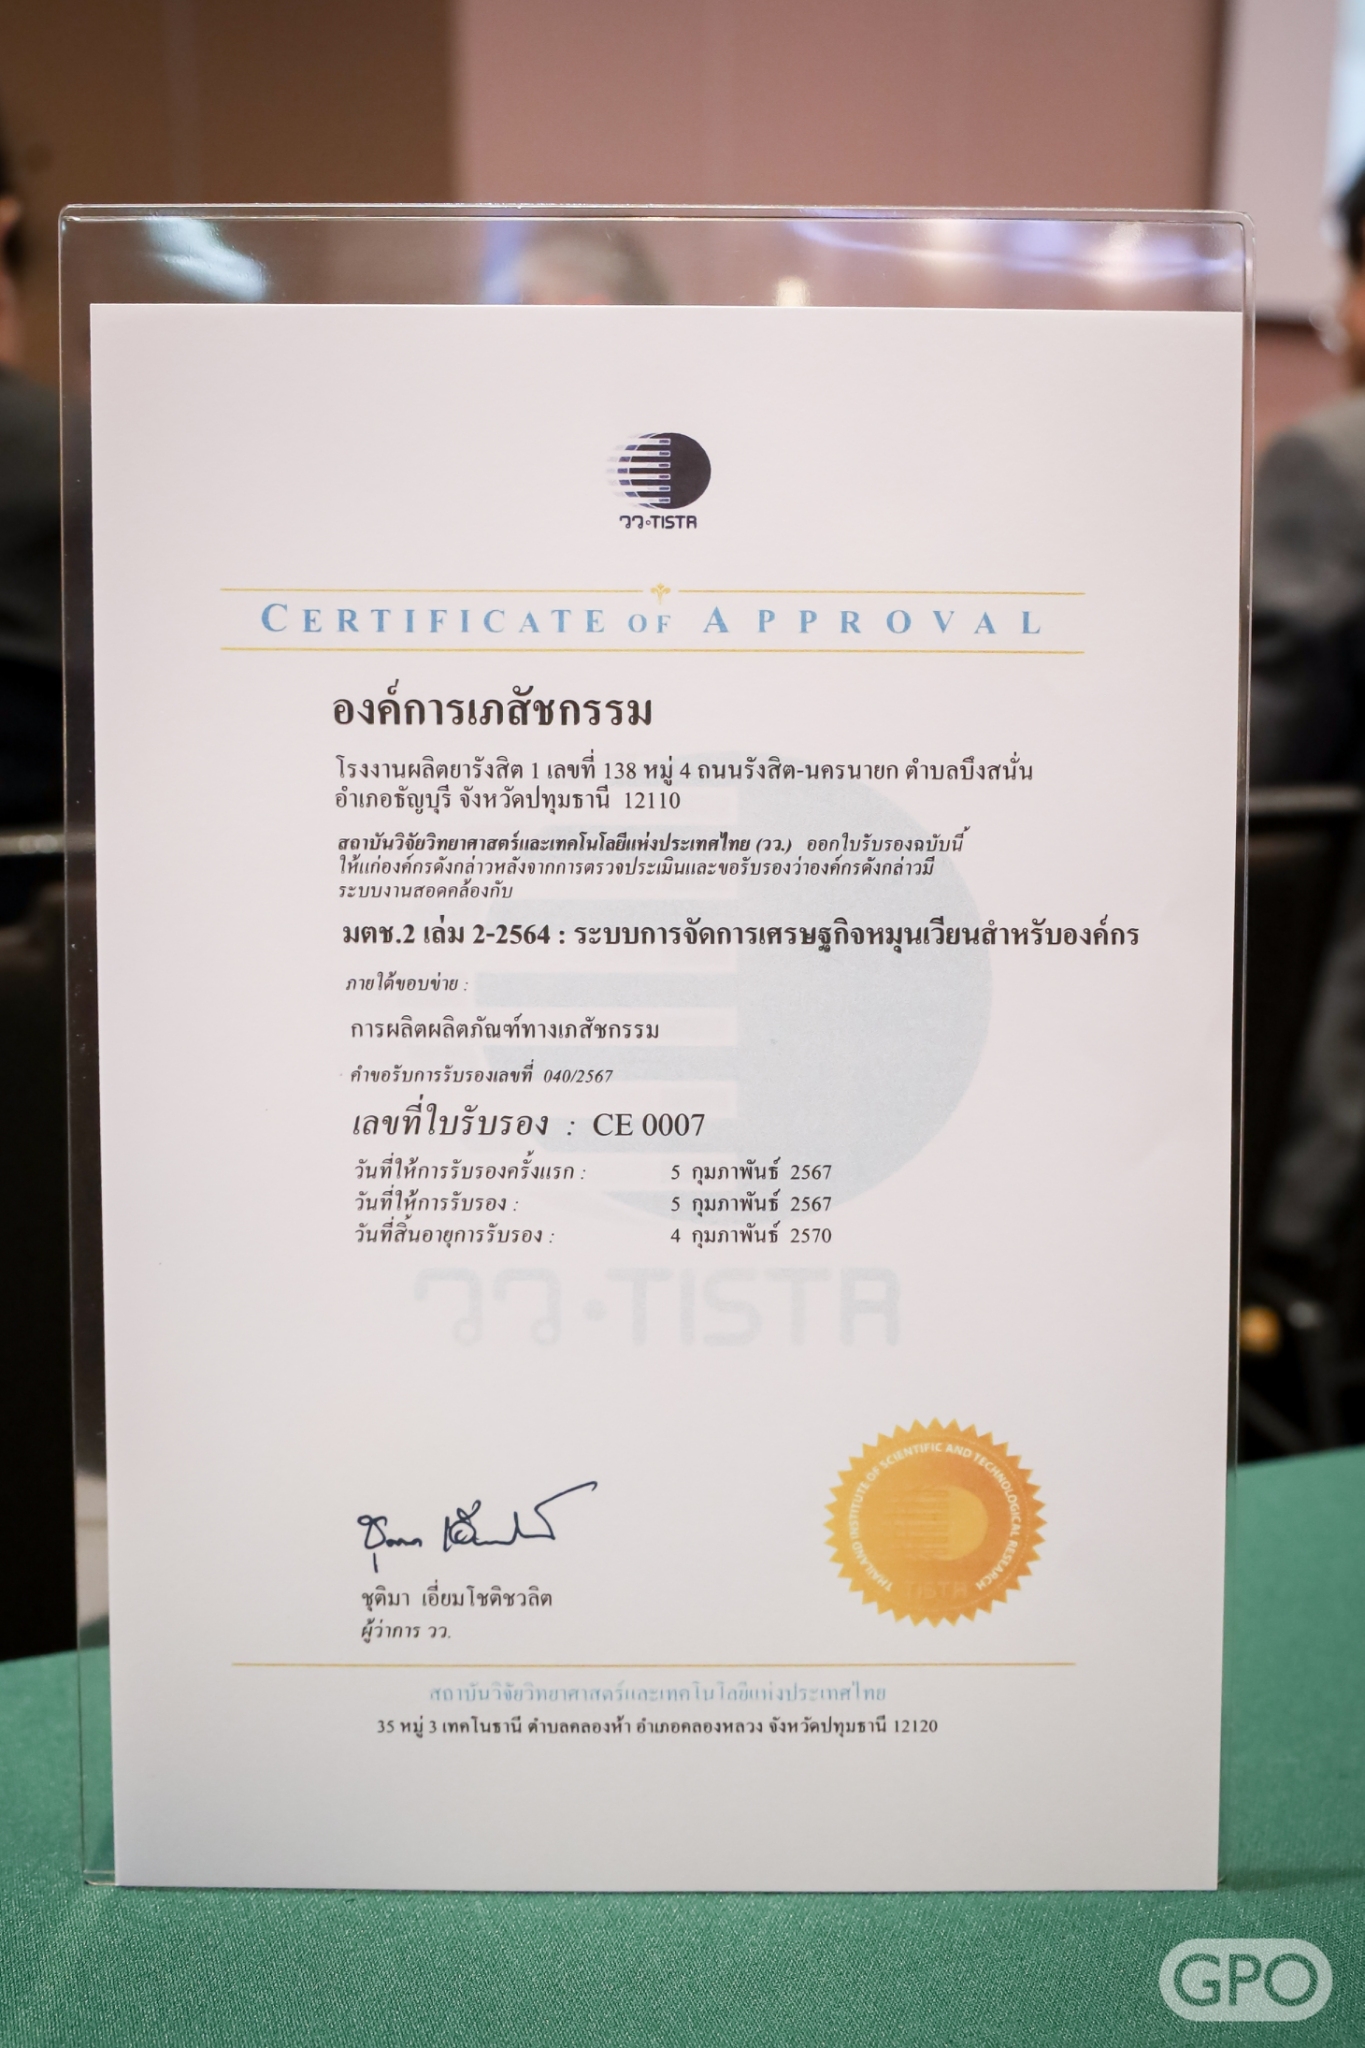 วว•TISTR
CERTIFICATE OF APPROVAL
องค์การเภสัชกรรม
โรงงานผลิตยารังสิต 1 เลขที่ 138 หมู่ 4 ถนนรังสิต-นครนายก ตำบลบึงสนั่น
อำเภอธัญบุรี จังหวัดปทุมธานี 12110
สถาบันวิจัยวิทยาศาสตร์และเทคโนโลยีแห่งประเทศไทย (วว.) ออกใบรับรองฉบับนี้
ให้แก่องค์กรดังกล่าวหลังจากการตรวจประเมินและขอรับรองว่าองค์กรดังกล่าวมี
ระบบงานสอดคล้องกับ
มตช.2 เล่ม 2-2564 : ระบบการจัดการเศรษฐกิจหมุนเวียนสำหรับองค์กร
ภายใต้ขอบข่าย :
การผลิตผลิตภัณฑ์ทางเภสัชกรรม
คำขอรับการรับรองเลขที่ 040/2567
เลขที่ใบรับรอง : CE 0007
วันที่ให้การรับรองครั้งแรก : 5 กุมภาพันธ์ 2567
วันที่ให้การรับรอง : 5 กุมภาพันธ์ 2567
วันที่สิ้นอายุการรับรอง : 4 กุมภาพันธ์ 2570
วว•TISTR
THAILAND INSTITUTE OF SCIENTIFIC AND TECHNOLOGICAL RESEARCH
TISTR
ชุติมา เอี่ยมโชติชวลิต
ผู้ว่าการ วว.
สถาบันวิจัยวิทยาศาสตร์และเทคโนโลยีแห่งประเทศไทย
35 หมู่ 3 เทคโนธานี ตำบลคลองห้า อำเภอคลองหลวง จังหวัดปทุมธานี 12120
GPO